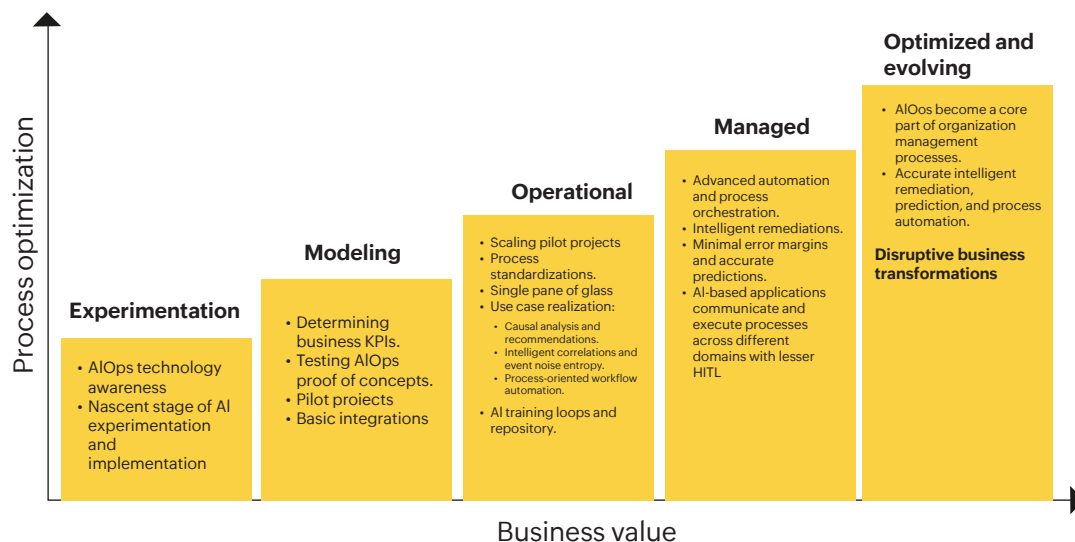 Process optimization
Experimentation
• AIOps technology
awareness
• Nascent stage of AI
experimentation
and
implementation
Modeling
• Determining
business KPIs.
• Testing AIOps
proof of concepts.
• Pilot proiects
• Basic integrations
Operational
• Scaling pilot projects
• Process
standardizations.
• Single pane of glass
• Use case realization:
• Causal analysis and
recommendations.
• Intelligent correlations and
event noise entropy.
• Process-oriented workflow
automation.
• AI training loops and
repository.
Managed
• Advanced automation
and process
orchestration.
• Intelligent remediations.
• Minimal error margins
and accurate
predictions.
• AI-based applications
communicate and
execute processes
across different
domains with lesser
HITL
Optimized and
evolving
• AIOos become a core
part of organization
management
processes.
• Accurate intelligent
remediation,
prediction, and process
automation.
Disruptive business
transformations
Business value